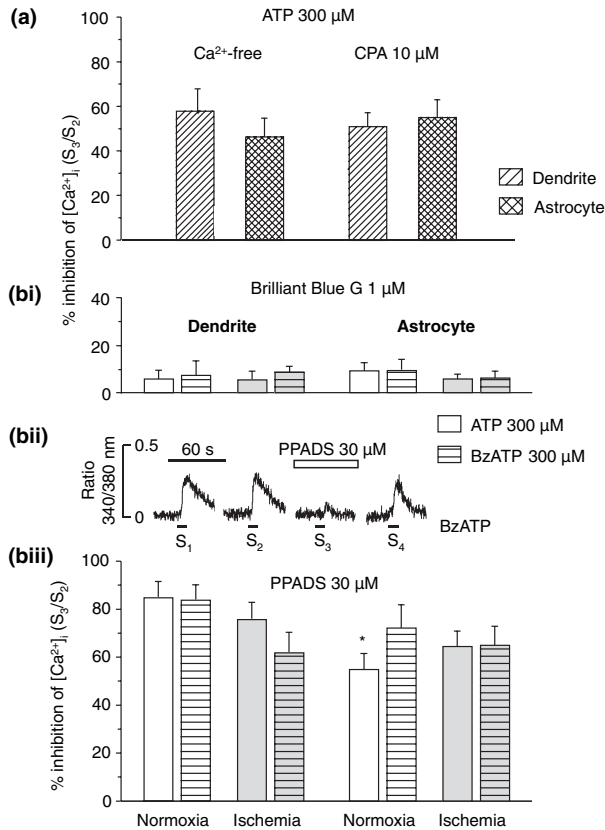 (a)
ATP 300 µM
Ca²⁺-free
CPA 10 µM
% inhibition of [Ca²⁺]ᵢ (S₃/S₂)
100
80
60
40
20
0
Dendrite
Astrocyte
(bi)
Brilliant Blue G 1 µM
Dendrite
Astrocyte
40
20
0
ATP 300 µM
BzATP 300 µM
(bii)
Ratio
340/380 nm
0.5
0
60 s
PPADS 30 µM
S₁
S₂
S₃
S₄
BzATP
(biii)
PPADS 30 µM
% inhibition of [Ca²⁺]ᵢ (S₃/S₂)
100
80
60
40
20
0
*
Normoxia
Ischemia
Normoxia
Ischemia